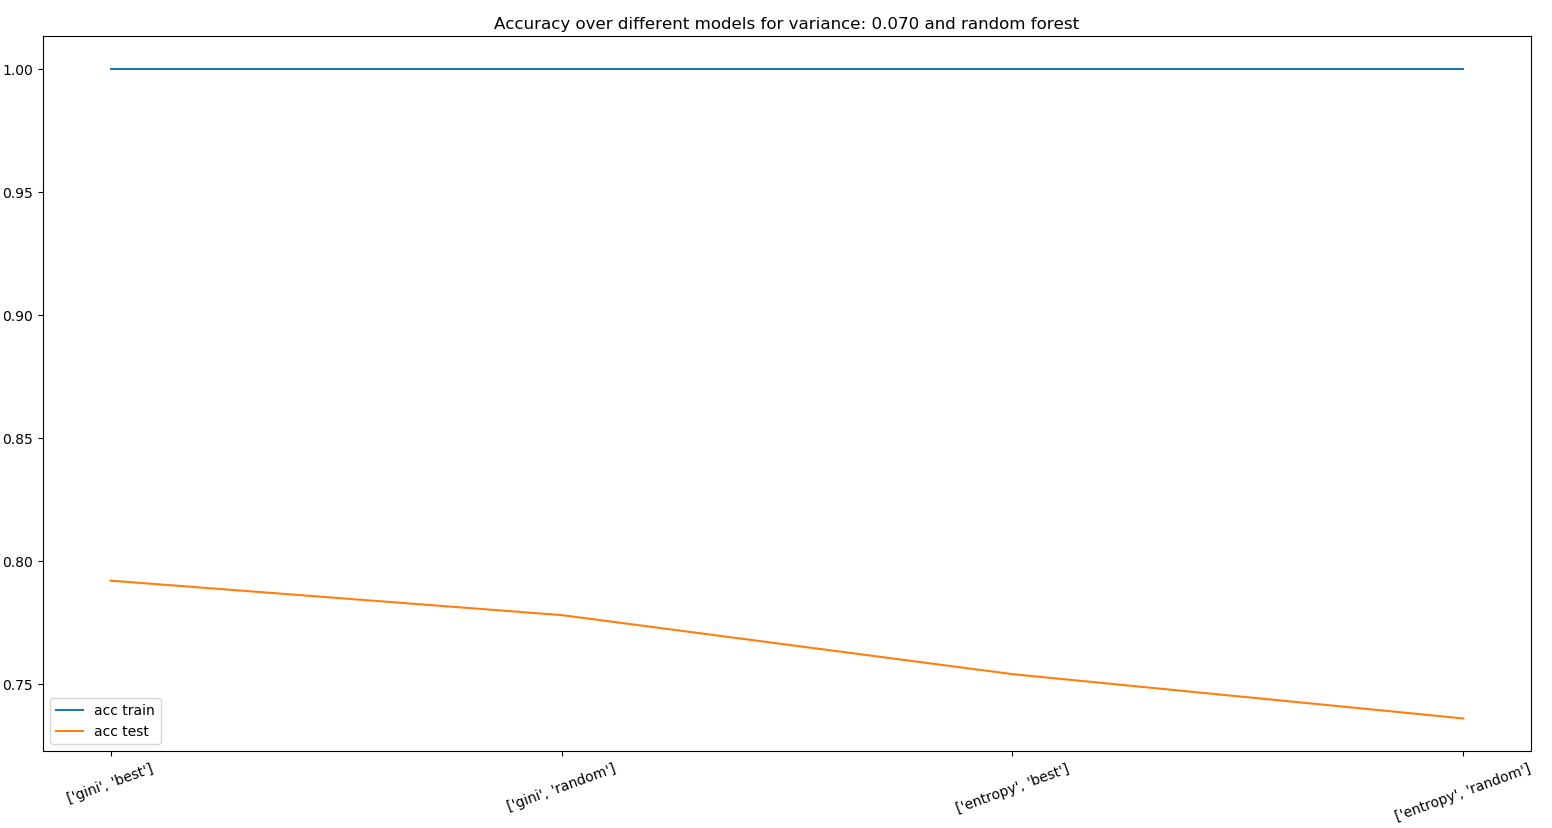 Accuracy over different models for variance: 0.070 and random forest
1.00
0.95
0.90
0.85
0.80
0.75
acc train
acc test
['gini', 'best']
['gini', 'random']
['entropy', 'best']
['entropy', 'random']